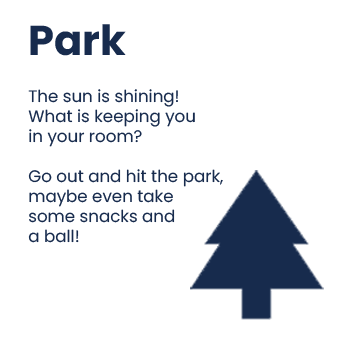 Park
The sun is shining!
What is keeping you
in your room?
Go out and hit the park,
maybe even take
some snacks and
a ball!